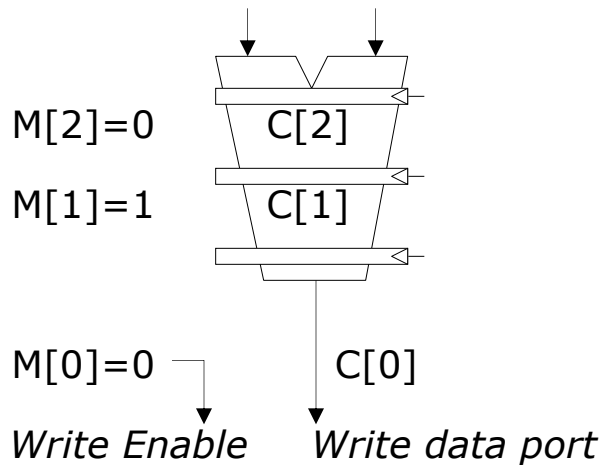 M[2]=0 C[2]
M[1]=1 C[1]
M[0]=0 C[0]
Write Enable Write data port